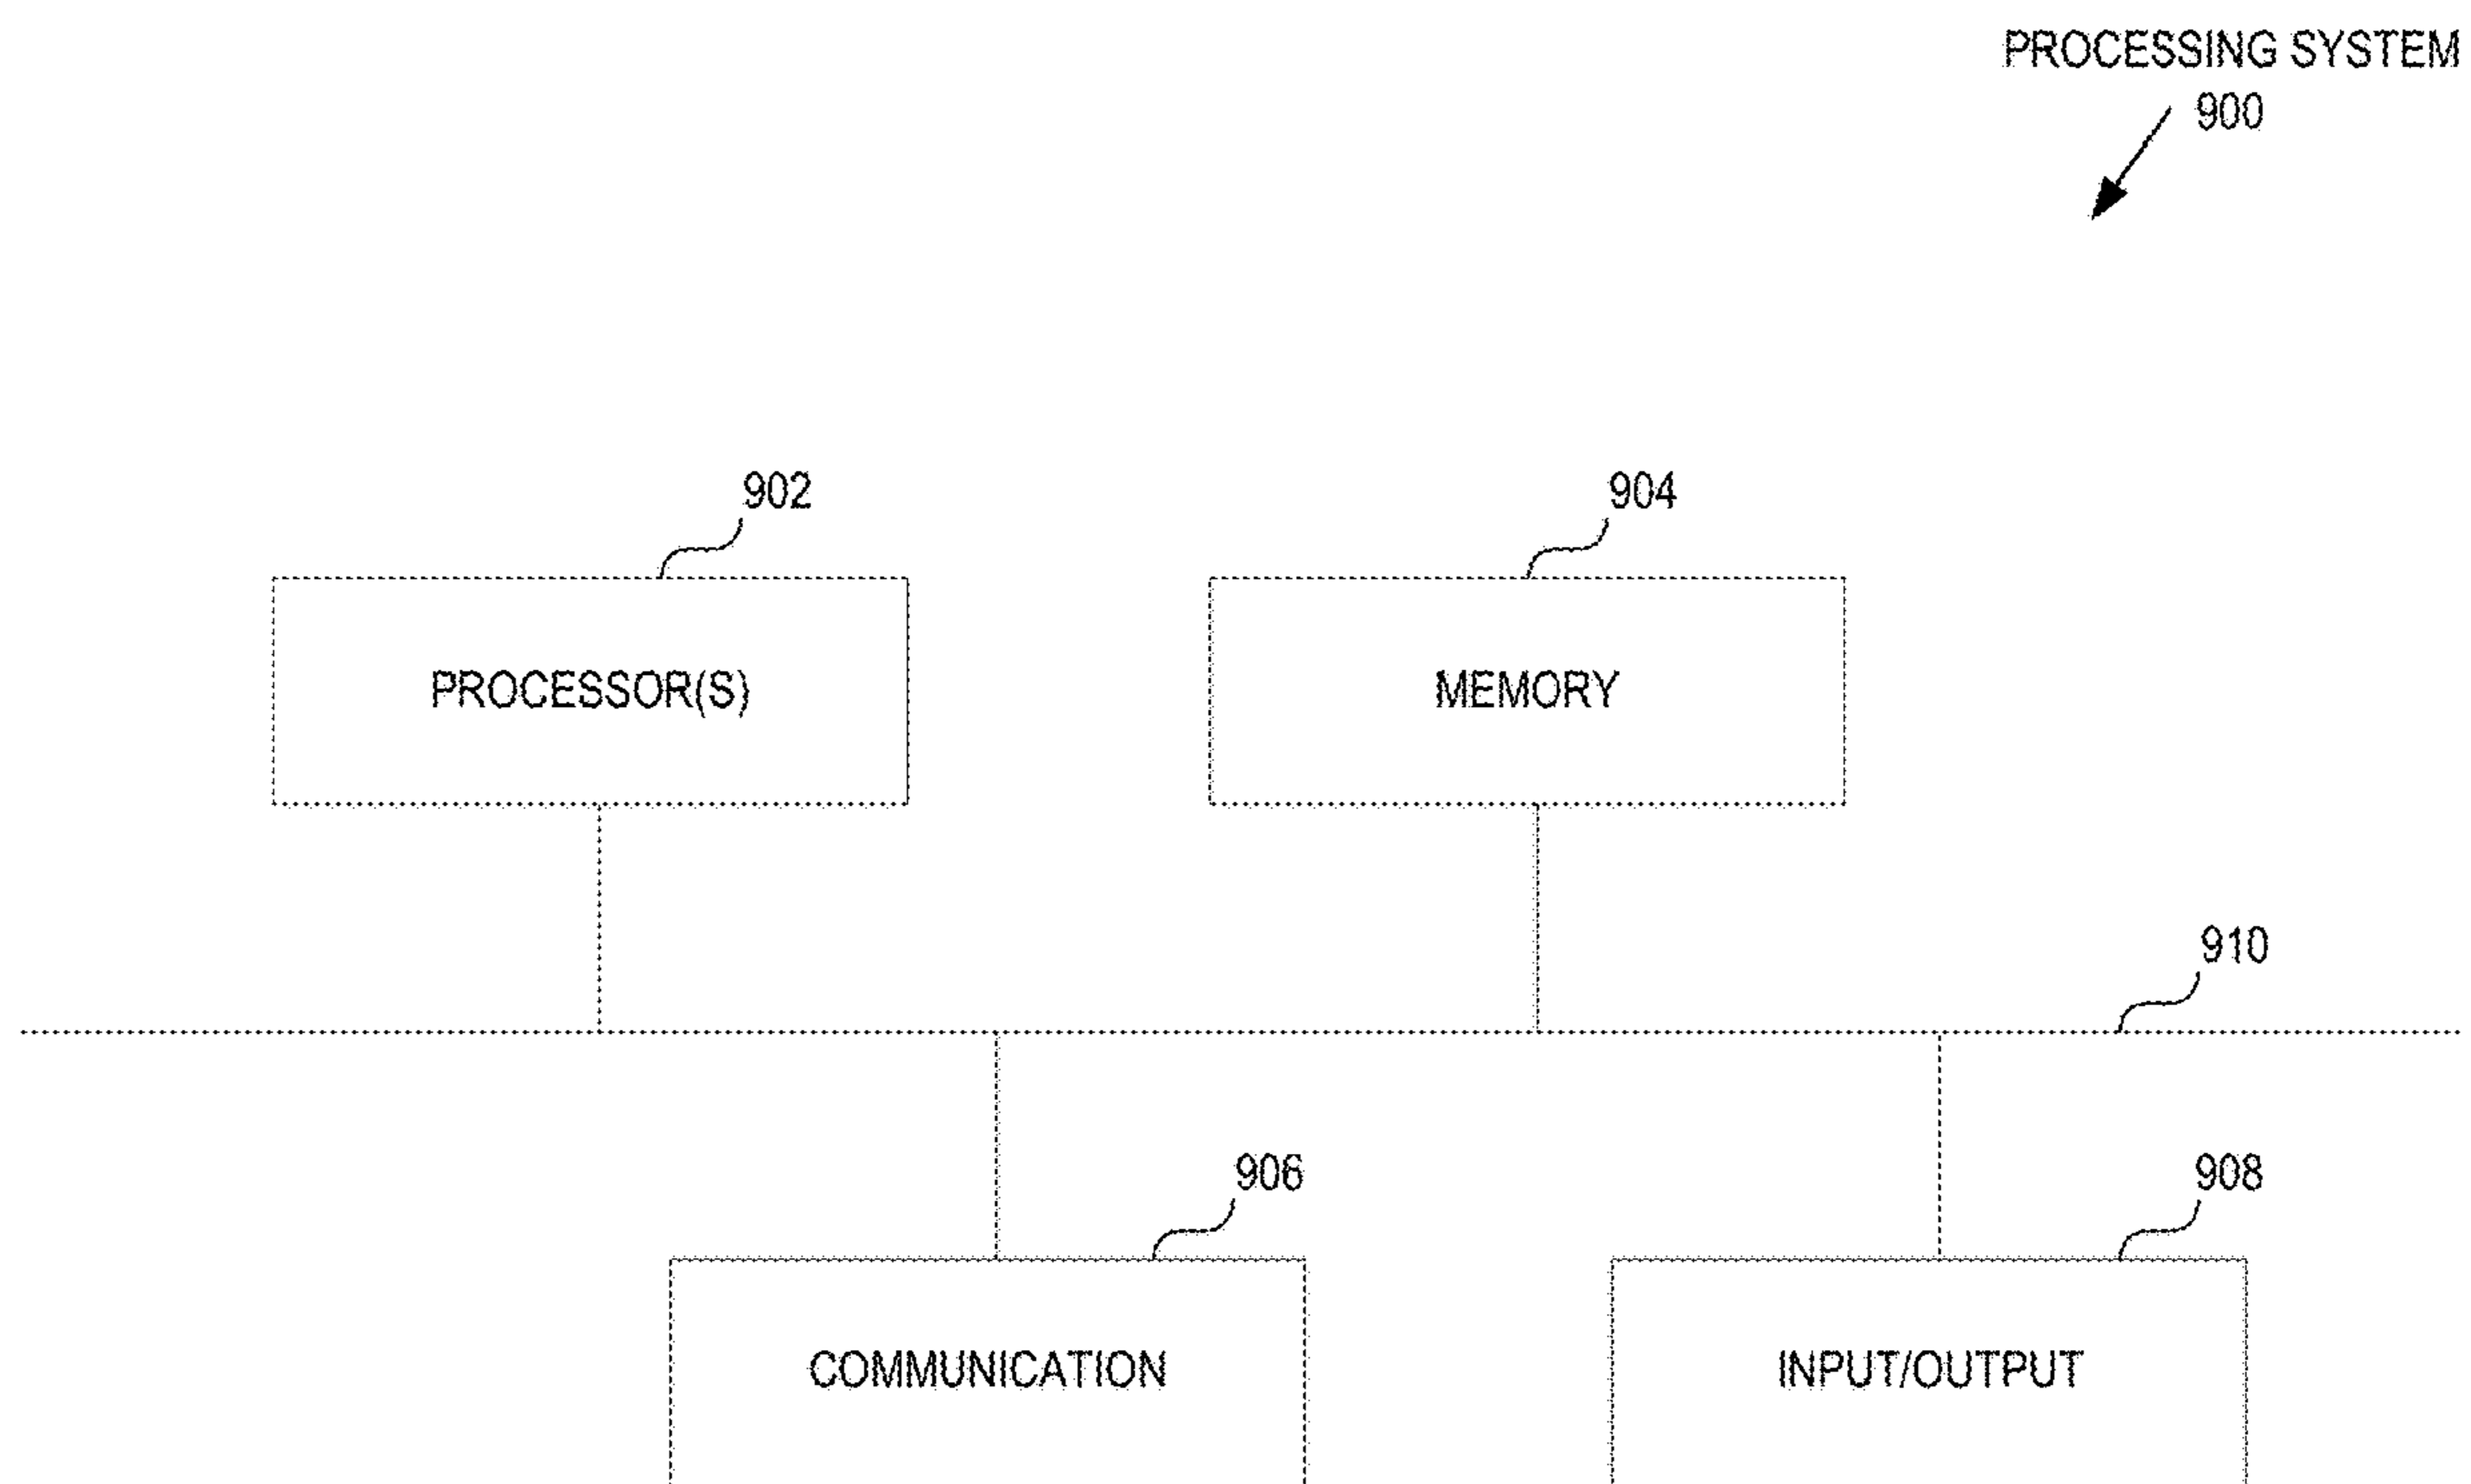 PROCESSING SYSTEM
900
902
904
PROCESSOR(S)
MEMORY
910
906
908
COMMUNICATION
INPUT/OUTPUT